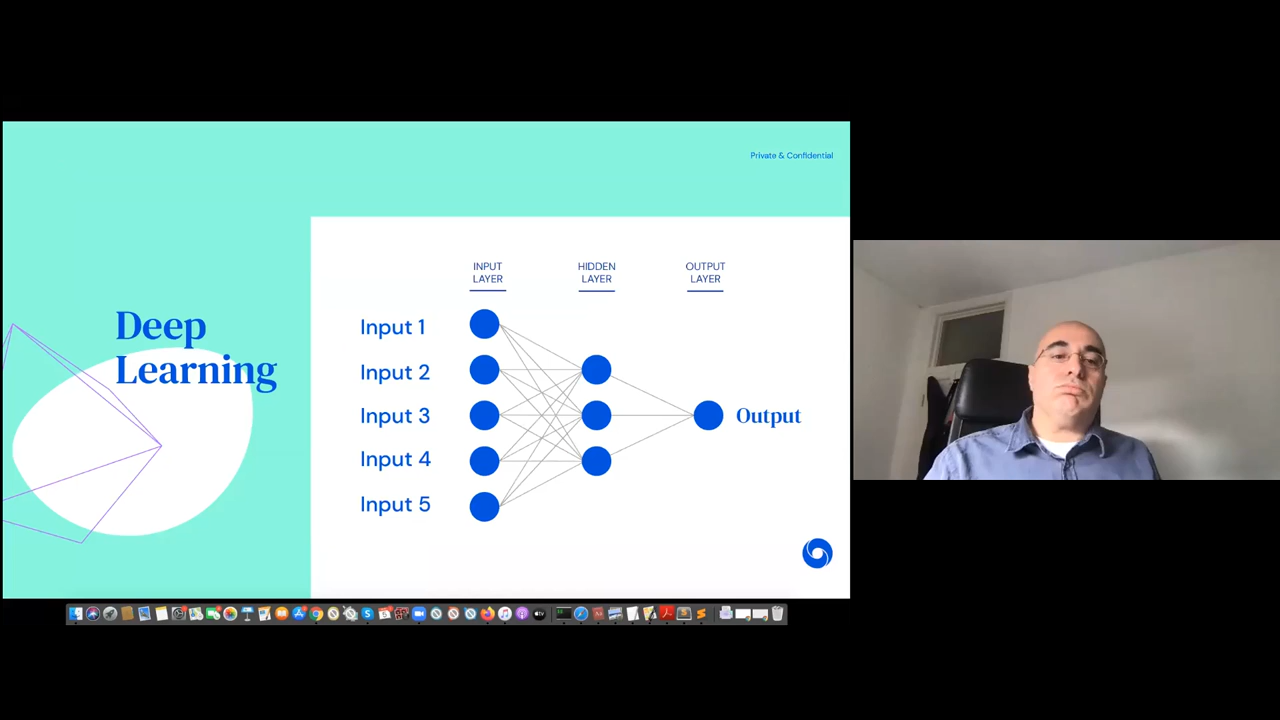 Private & Confidential
Deep
Learning
INPUT
LAYER
HIDDEN
LAYER
OUTPUT
LAYER
Input 1
Input 2
Input 3
Input 4
Input 5
Output